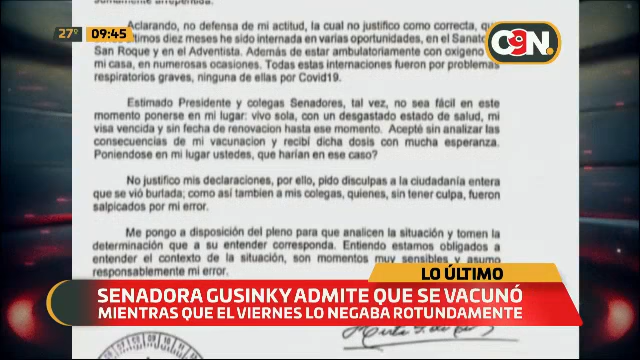 sumamente arrepentida.
27° 09:45
C9N.
Aclarando, no defensa de mi actitud, la cual no justifico como correcta, que
timos diez meses he sido internada en varias oportunidades, en el Sanato
San Roque y en el Adventista. Además de estar ambulatoriamente con oxigeno
mi casa, en numerosas ocasiones. Todas estas internaciones fueron por problemas
respiratorios graves, ninguna de ellas por Covid19.
Estimado Presidente y colegas Senadores, tal vez, no sea fácil en este
momento ponerse en mi lugar: vivo sola, con un desgastado estado de salud, mi
visa vencida y sin fecha de renovacion hasta ese momento. Acepté sin analizar las
consecuencias de mi vacunacion y recibí dicha dosis con mucha esperanza.
Poniendose en mi lugar ustedes, que harían en ese caso?
No justifico mis declaraciones, por ello, pido disculpas a la ciudadanía entera
que se vió burlada; como así tambien a mis colegas, quienes, sin tener culpa, fueron
salpicados por mi error.
Me pongo a disposición del pleno para que analicen la situación y tomen la
determinación que a su entender corresponda. Entiendo estamos obligados a
entender el contexto de la situación, son momentos muy sensibles y asumo
responsablemente mi error.
LO ÚLTIMO
SENADORA GUSINKY ADMITE QUE SE VACUNÓ
MIENTRAS QUE EL VIERNES LO NEGABA ROTUNDAMENTE